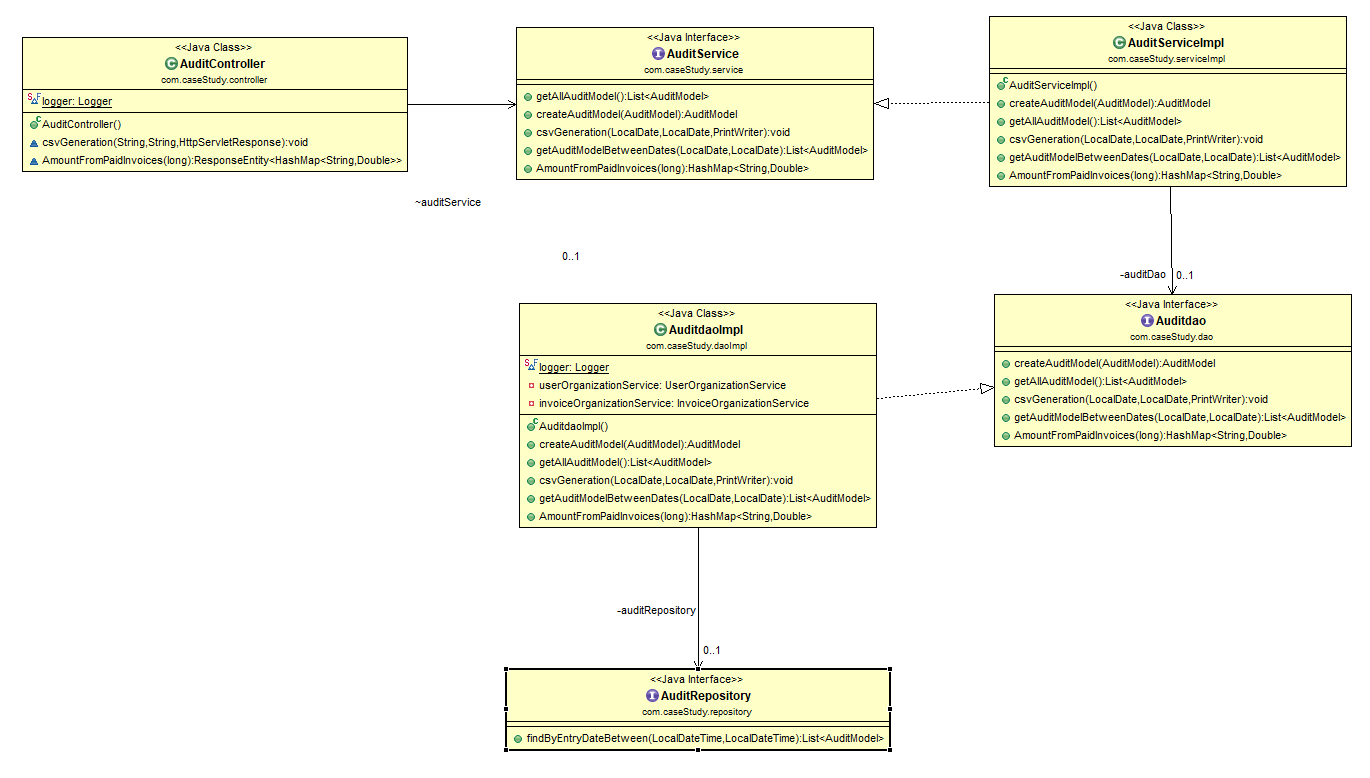 <<Java Class>>
AuditController
com.caseStudy.controller
logger: Logger
AuditController()
csvGeneration(String,String,HttpServletResponse):void
AmountFromPaidInvoices(long):ResponseEntity<HashMap<String,Double>>
<<Java Interface>>
AuditService
com.caseStudy.service
getAllAuditModel():List<AuditModel>
createAuditModel(AuditModel):AuditModel
csvGeneration(LocalDate,LocalDate,PrintWriter):void
getAuditModelBetweenDates(LocalDate,LocalDate):List<AuditModel>
AmountFromPaidInvoices(long):HashMap<String,Double>
<<Java Class>>
AuditServiceImpl
com.caseStudy.serviceImpl
AuditServiceImpl()
createAuditModel(AuditModel):AuditModel
getAllAuditModel():List<AuditModel>
csvGeneration(LocalDate,LocalDate,PrintWriter):void
getAuditModelBetweenDates(LocalDate,LocalDate):List<AuditModel>
AmountFromPaidInvoices(long):HashMap<String,Double>
~auditService
0..1
-auditDao 0..1
<<Java Class>>
AuditdaoImpl
com.caseStudy.daoImpl
logger: Logger
userOrganizationService: UserOrganizationService
invoiceOrganizationService: InvoiceOrganizationService
AuditdaoImpl()
createAuditModel(AuditModel):AuditModel
getAllAuditModel():List<AuditModel>
csvGeneration(LocalDate,LocalDate,PrintWriter):void
getAuditModelBetweenDates(LocalDate,LocalDate):List<AuditModel>
AmountFromPaidInvoices(long):HashMap<String,Double>
<<Java Interface>>
Auditdao
com.caseStudy.dao
createAuditModel(AuditModel):AuditModel
getAllAuditModel():List<AuditModel>
csvGeneration(LocalDate,LocalDate,PrintWriter):void
getAuditModelBetweenDates(LocalDate,LocalDate):List<AuditModel>
AmountFromPaidInvoices(long):HashMap<String,Double>
-auditRepository
0..1
<<Java Interface>>
AuditRepository
com.caseStudy.repository
findByEntryDateBetween(LocalDateTime,LocalDateTime):List<AuditModel>